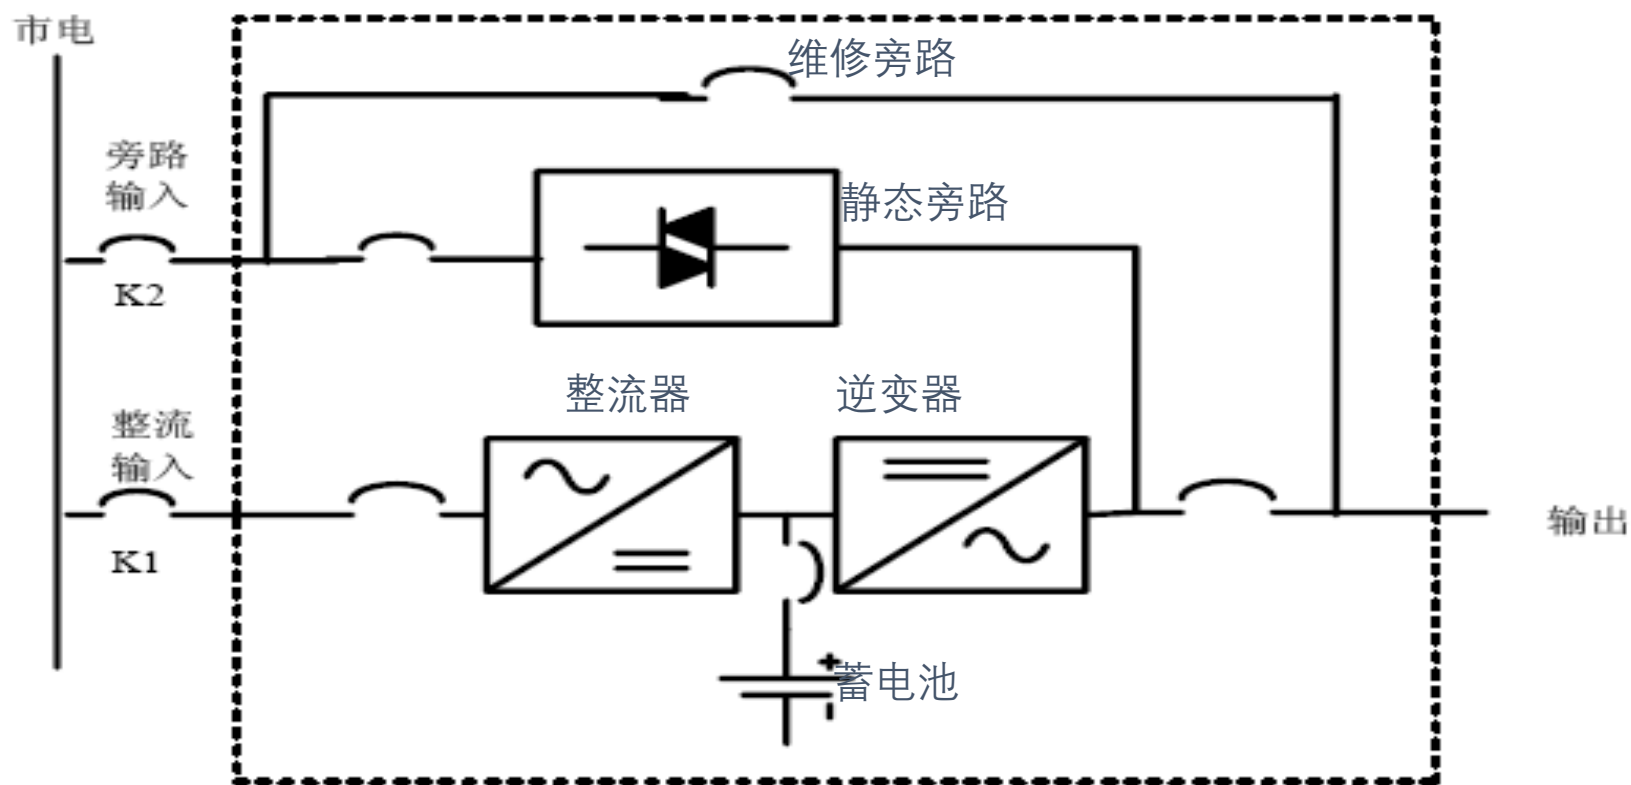 市电
维修旁路
旁路
输入
静态旁路
K2
整流器
逆变器
整流
输入
K1
输出
+
蓄电池
-